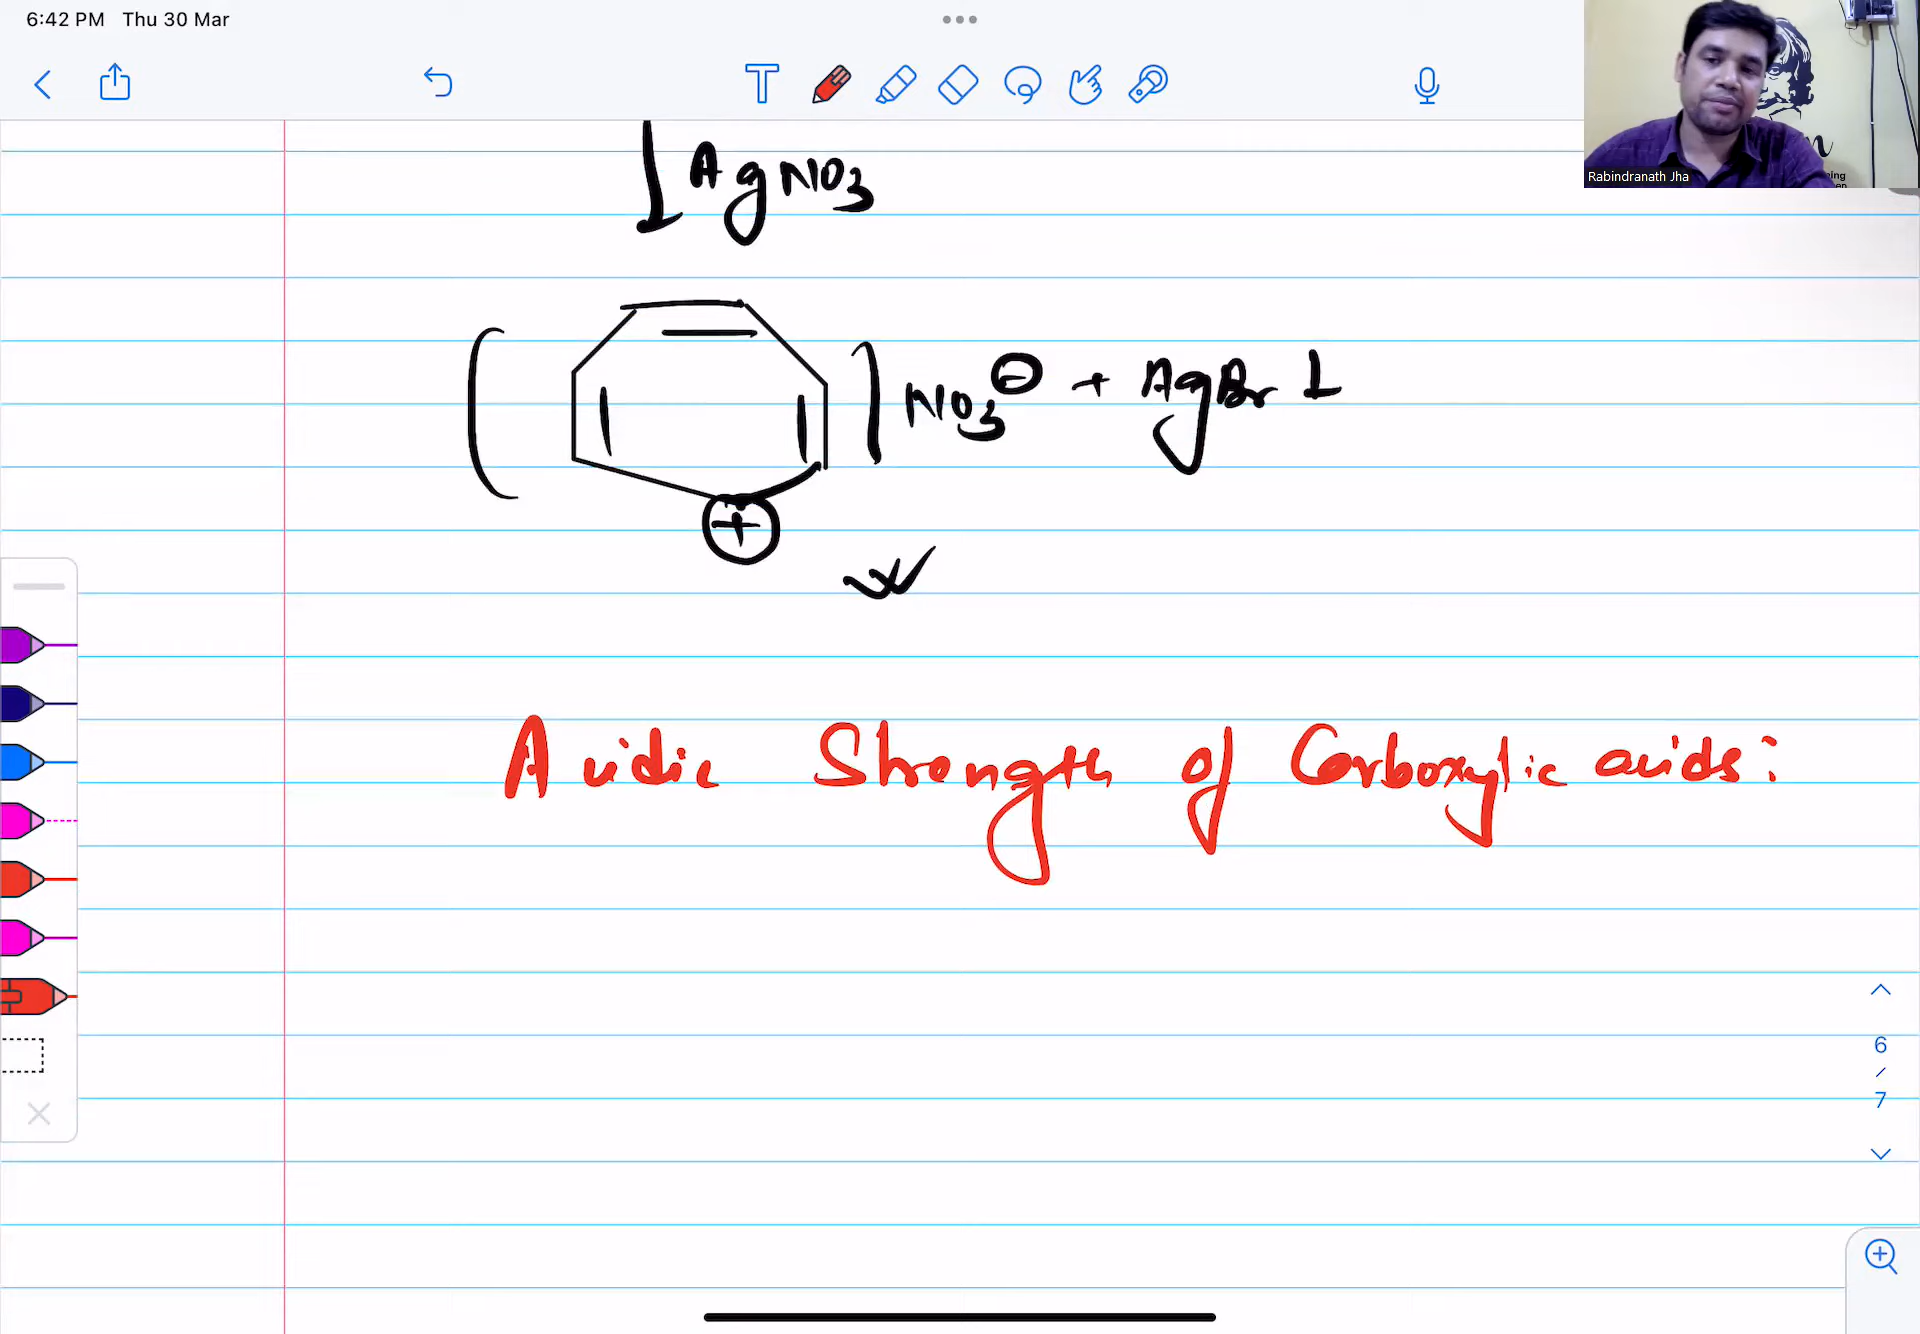 6:42 PM Thu 30 Mar
Rabindranath Jha
AgNO3
NO3⊖ + AgBr ↓
+
Acidic Strength of Carboxylic acids:
6
/
7